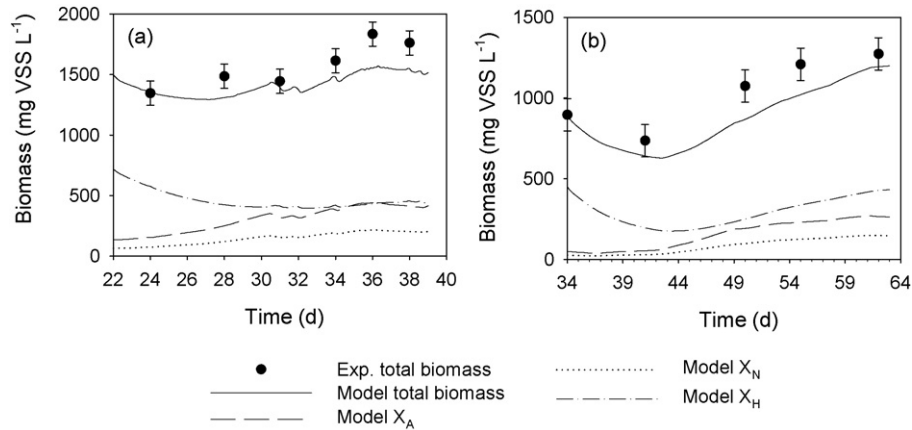 (a)
Biomass (mg VSS L⁻¹)
2000
1500
1000
500
0
22 24 26 28 30 32 34 36 38 40
Time (d)
(b)
Biomass (mg VSS L⁻¹)
1500
1000
500
0
34 39 44 49 54 59 64
Time (d)
Exp. total biomass
Model total biomass
Model X_A
Model X_N
Model X_H